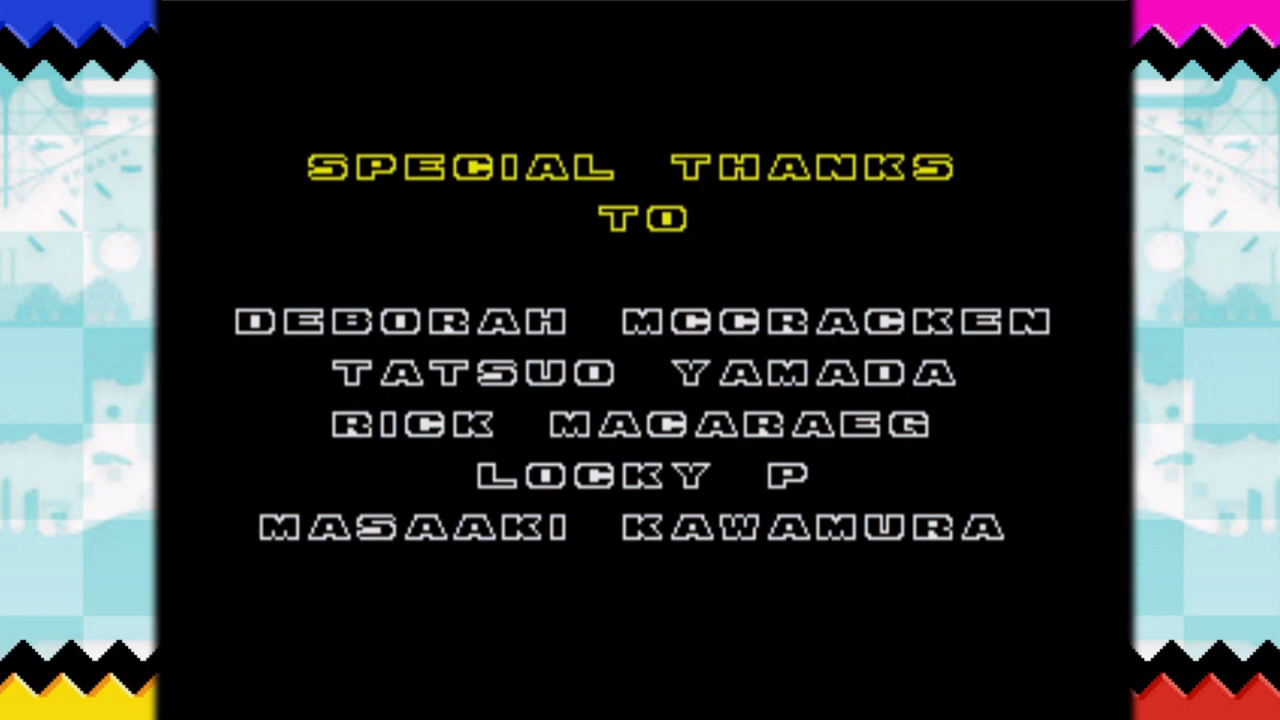 SPECIAL THANKS
TO
DEBORAH MCCRACKEN
TATSUO YAMADA
RICK MACARAEG
LOCKY P
MASAAKI KAWAMURA